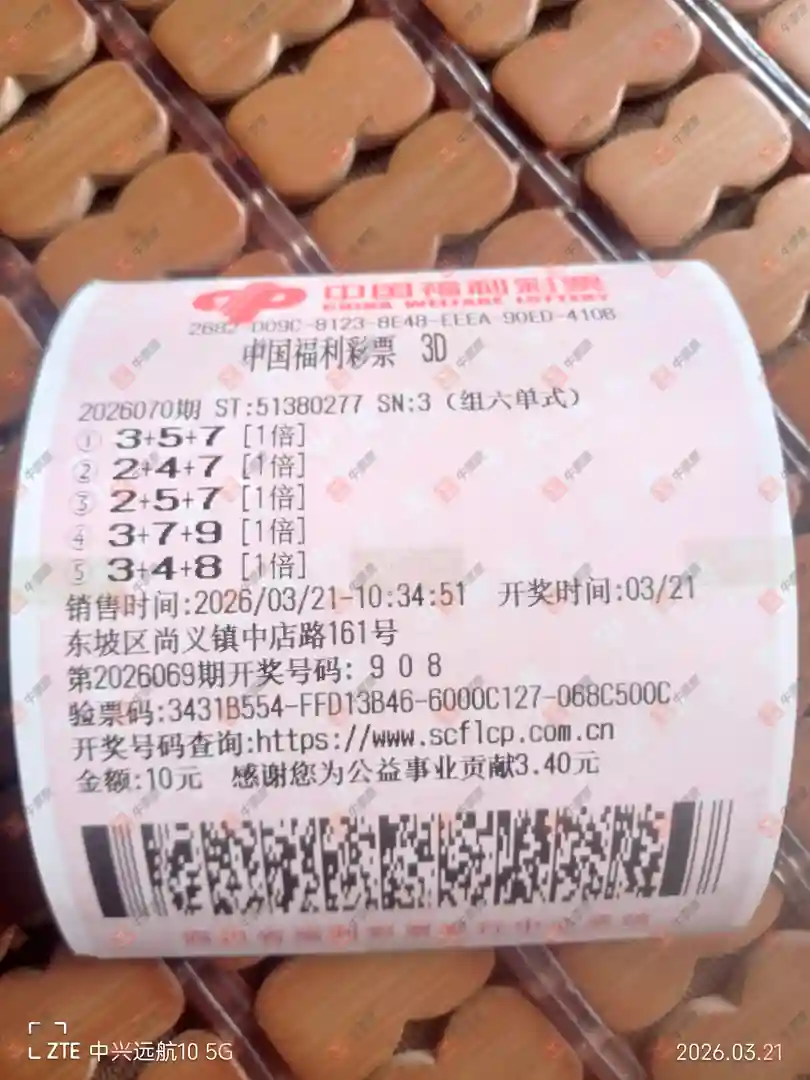 中国福利彩票
CHINA WELFARE LOTTERY
2682-D09C-8123-8E48-EEEA-90ED-410B
中国福利彩票 3D
2026070期 ST:51380277 SN:3 (组六单式)
① 3+5+7 [1倍]
② 2+4+7 [1倍]
③ 2+5+7 [1倍]
④ 3+7+9 [1倍]
⑤ 3+4+8 [1倍]
销售时间:2026/03/21-10:34:51 开奖时间:03/21
东坡区尚义镇中店路161号
第2026069期开奖号码: 9 0 8
验票码:3431B554-FFD13B46-6000C127-068C500C
开奖号码查询:https://www.scflcp.com.cn
金额:10元 感谢您为公益事业贡献3.40元
ZTE 中兴远航10 5G
2026.03.21